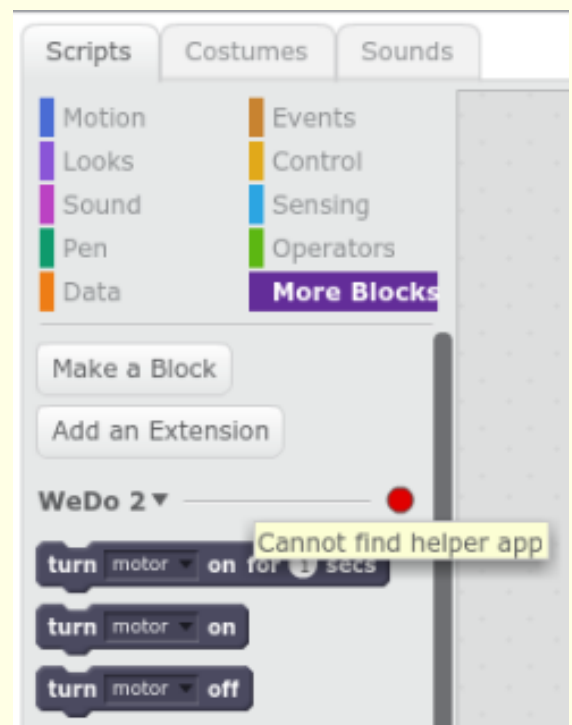 Scripts Costumes Sounds
Motion Events
Looks Control
Sound Sensing
Pen Operators
Data More Blocks
Make a Block
Add an Extension
WeDo 2
Cannot find helper app
turn motor on for 1 secs
turn motor on
turn motor off